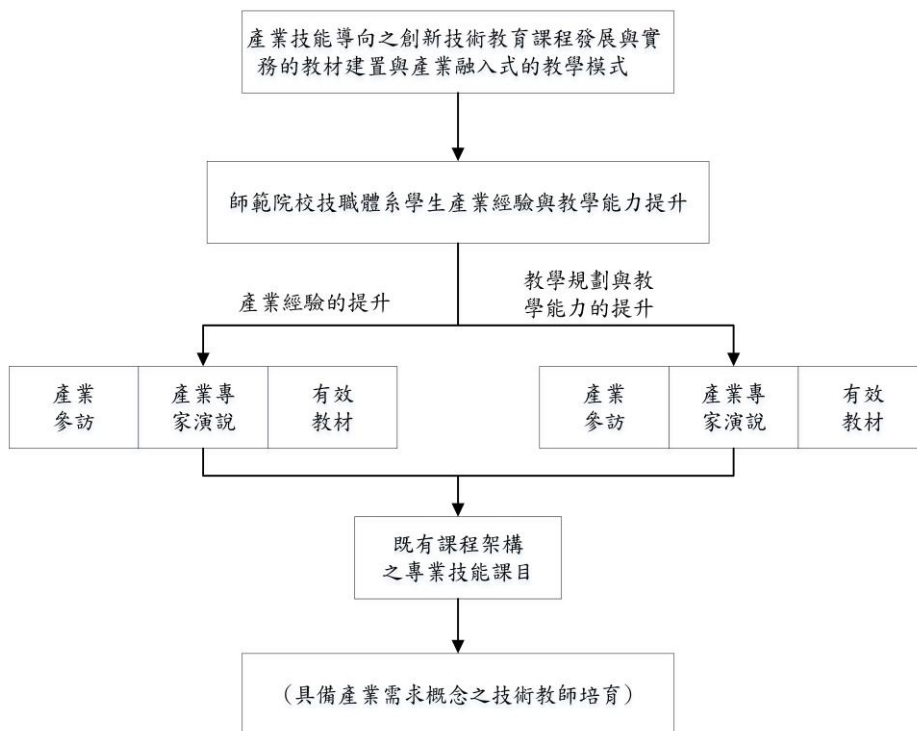 產業技能導向之創新技術教育課程發展與實
務的教材建置與產業融入式的教學模式
師範院校技職體系學生產業經驗與教學能力提升
產業經驗的提升
教學規劃與教
學能力的提升
產業
參訪
產業專
家演說
有效
教材
產業
參訪
產業專
家演說
有效
教材
既有課程架構
之專業技能課目
（具備產業需求概念之技術教師培育）